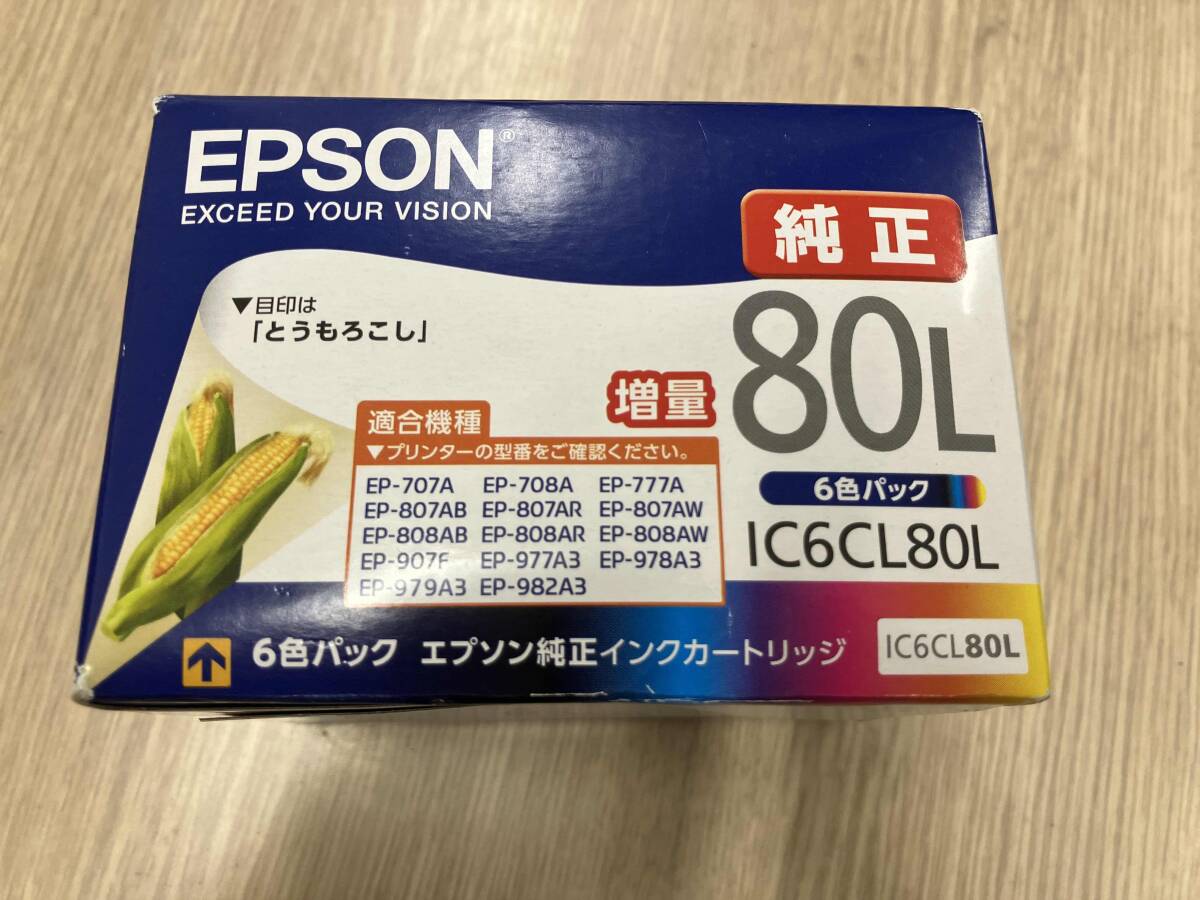 EPSON®
EXCEED YOUR VISION
純正
▼目印は
「とうもろこし」
80L
増量
適合機種
▼プリンターの型番をご確認ください。
EP-707A EP-708A EP-777A
EP-807AB EP-807AR EP-807AW
EP-808AB EP-808AR EP-808AW
EP-907F EP-977A3 EP-978A3
EP-979A3 EP-982A3
6色パック
IC6CL80L
6色パック エプソン純正インクカートリッジ
IC6CL80L